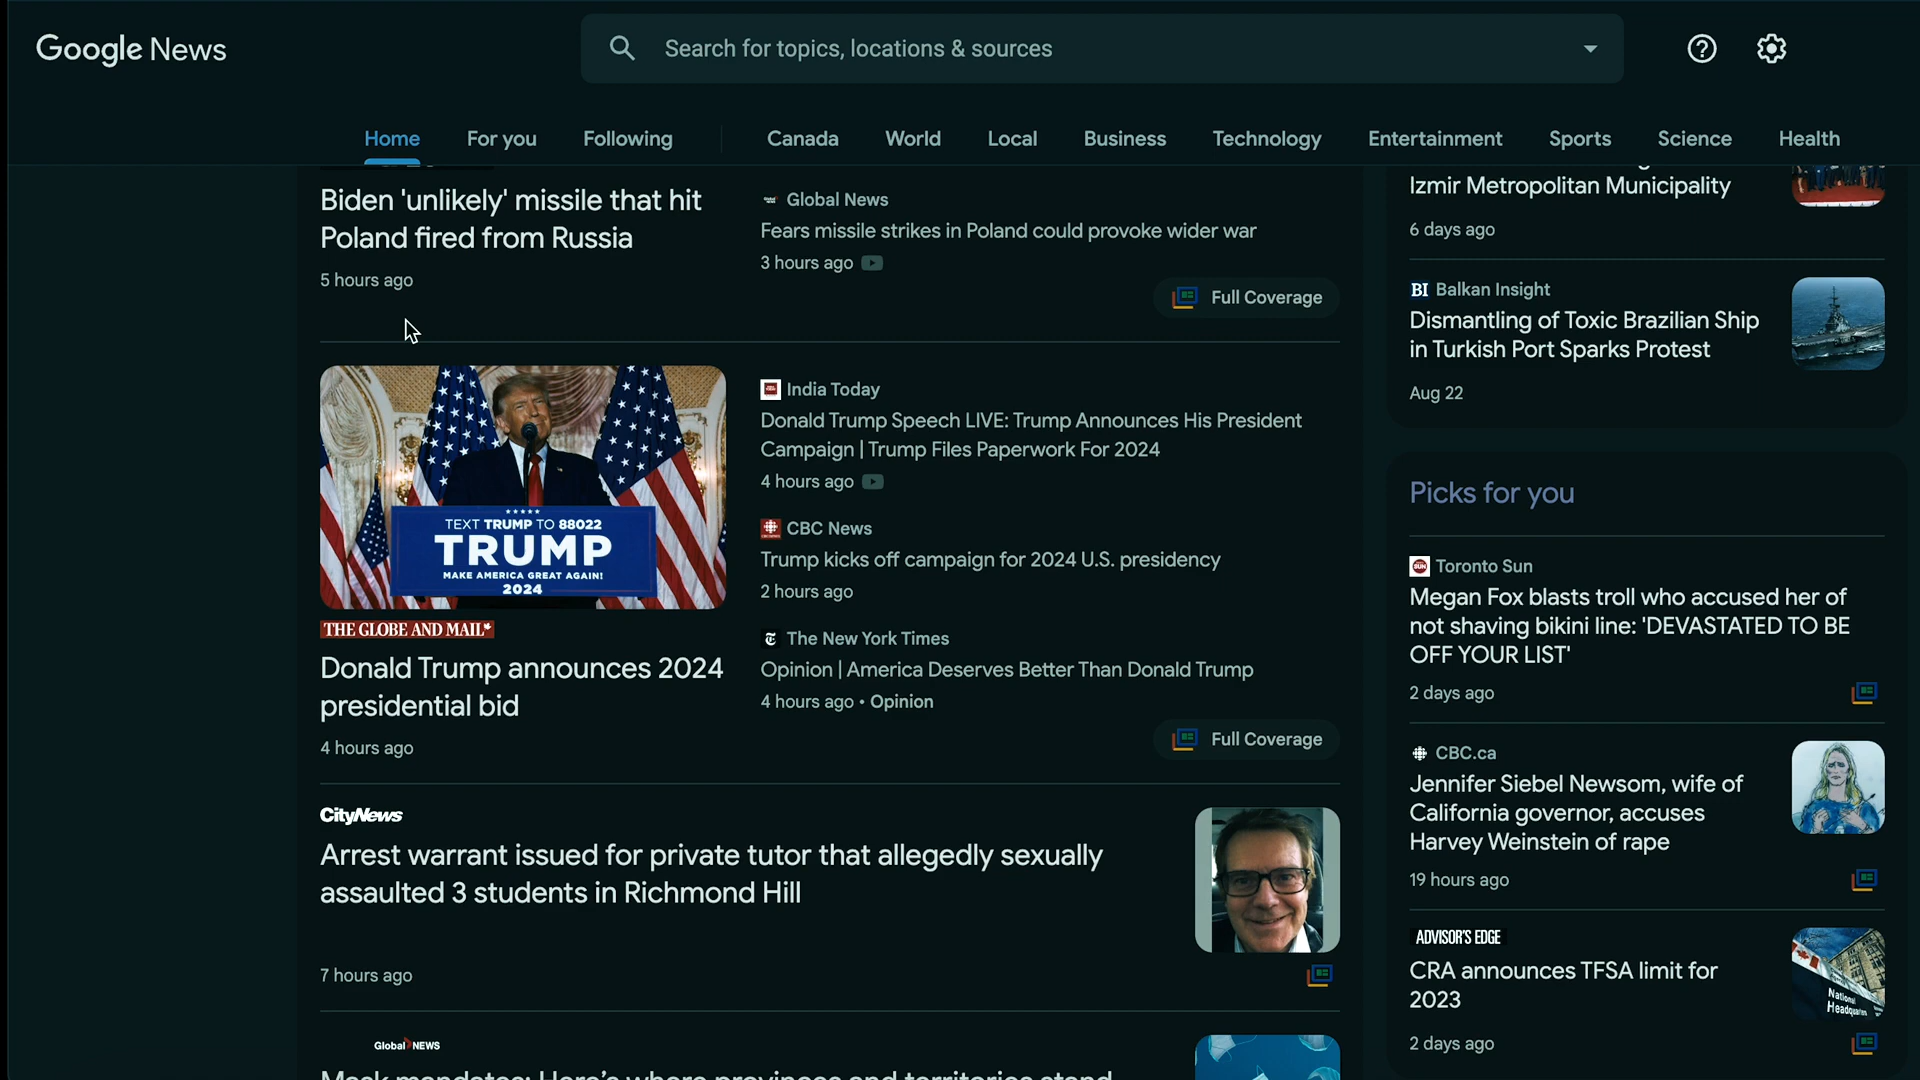 Google News
Search for topics, locations & sources
Home
For you
Following
Canada
World
Local
Business
Technology
Entertainment
Sports
Science
Health
Biden 'unlikely' missile that hit
Poland fired from Russia
5 hours ago
Global News
Fears missile strikes in Poland could provoke wider war
3 hours ago
Full Coverage
TEXT TRUMP TO 88022
TRUMP
MAKE AMERICA GREAT AGAIN!
2024
THE GLOBE AND MAIL
Donald Trump announces 2024
presidential bid
4 hours ago
India Today
Donald Trump Speech LIVE: Trump Announces His President
Campaign | Trump Files Paperwork For 2024
4 hours ago
CBC News
Trump kicks off campaign for 2024 U.S. presidency
2 hours ago
The New York Times
Opinion | America Deserves Better Than Donald Trump
4 hours ago • Opinion
Full Coverage
CityNews
Arrest warrant issued for private tutor that allegedly sexually
assaulted 3 students in Richmond Hill
7 hours ago
Global NEWS
Mask mandates: Here's where provinces and territories stand
Izmir Metropolitan Municipality
6 days ago
BI Balkan Insight
Dismantling of Toxic Brazilian Ship
in Turkish Port Sparks Protest
Aug 22
Picks for you
SUN Toronto Sun
Megan Fox blasts troll who accused her of
not shaving bikini line: 'DEVASTATED TO BE
OFF YOUR LIST'
2 days ago
CBC.ca
Jennifer Siebel Newsom, wife of
California governor, accuses
Harvey Weinstein of rape
19 hours ago
ADVISOR'S EDGE
CRA announces TFSA limit for
2023
National
Headquarters
2 days ago